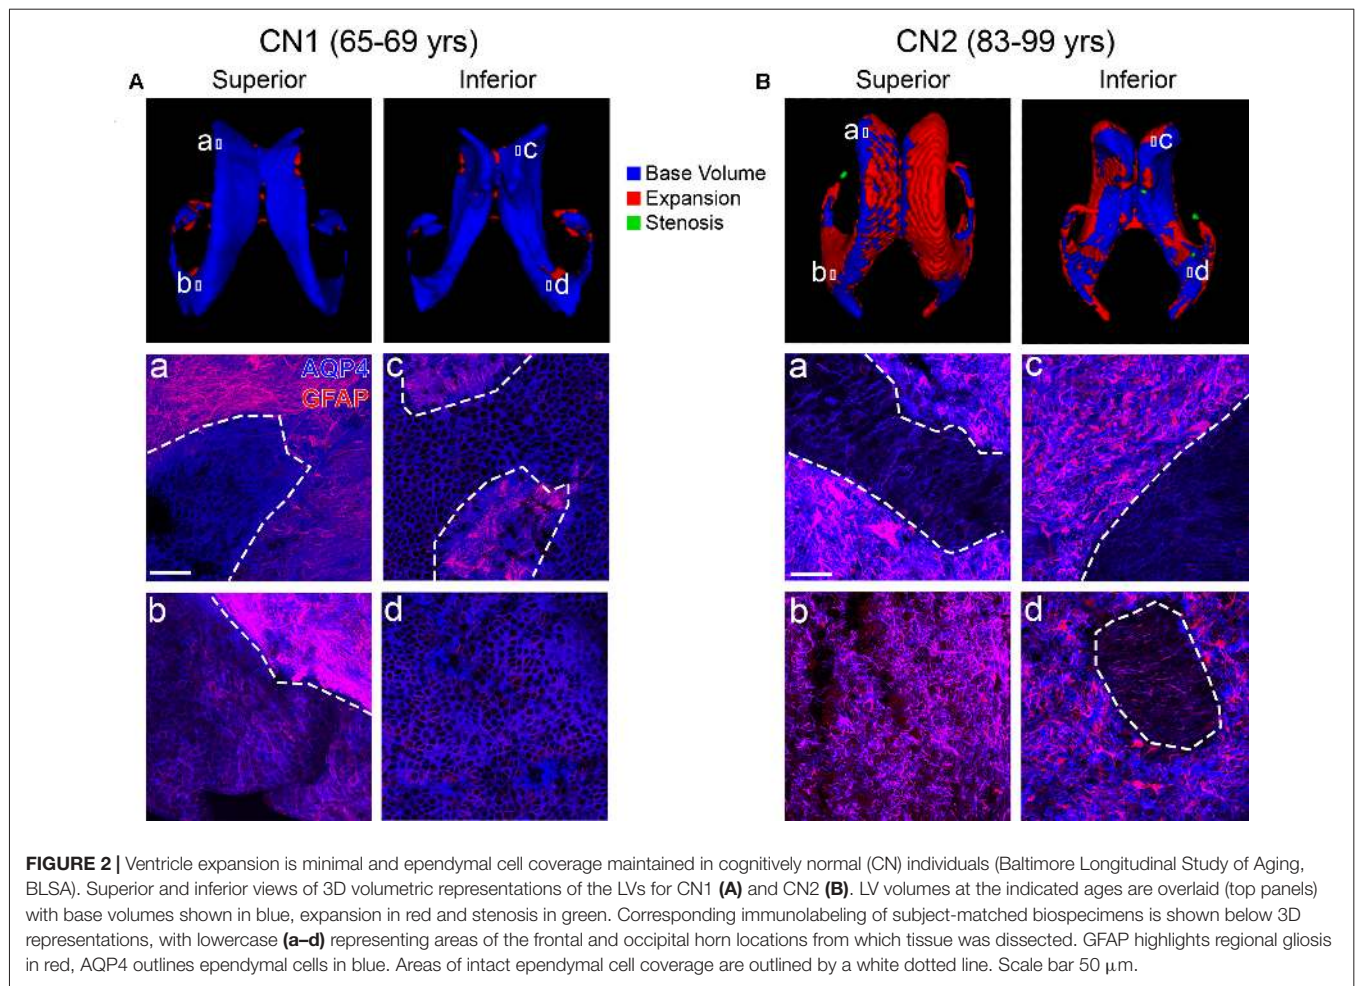 CN1 (65-69 yrs)
CN2 (83-99 yrs)
A
Superior
Inferior
B
Superior
Inferior
a
c
b
d
Base Volume
Expansion
Stenosis
a
c
b
d
a
AQP4
GFAP
c
a
c
b
d
b
d
FIGURE 2 | Ventricle expansion is minimal and ependymal cell coverage maintained in cognitively normal (CN) individuals (Baltimore Longitudinal Study of Aging,
BLSA). Superior and inferior views of 3D volumetric representations of the LVs for CN1 (A) and CN2 (B). LV volumes at the indicated ages are overlaid (top panels)
with base volumes shown in blue, expansion in red and stenosis in green. Corresponding immunolabeling of subject-matched biospecimens is shown below 3D
representations, with lowercase (a–d) representing areas of the frontal and occipital horn locations from which tissue was dissected. GFAP highlights regional gliosis
in red, AQP4 outlines ependymal cells in blue. Areas of intact ependymal cell coverage are outlined by a white dotted line. Scale bar 50 μm.